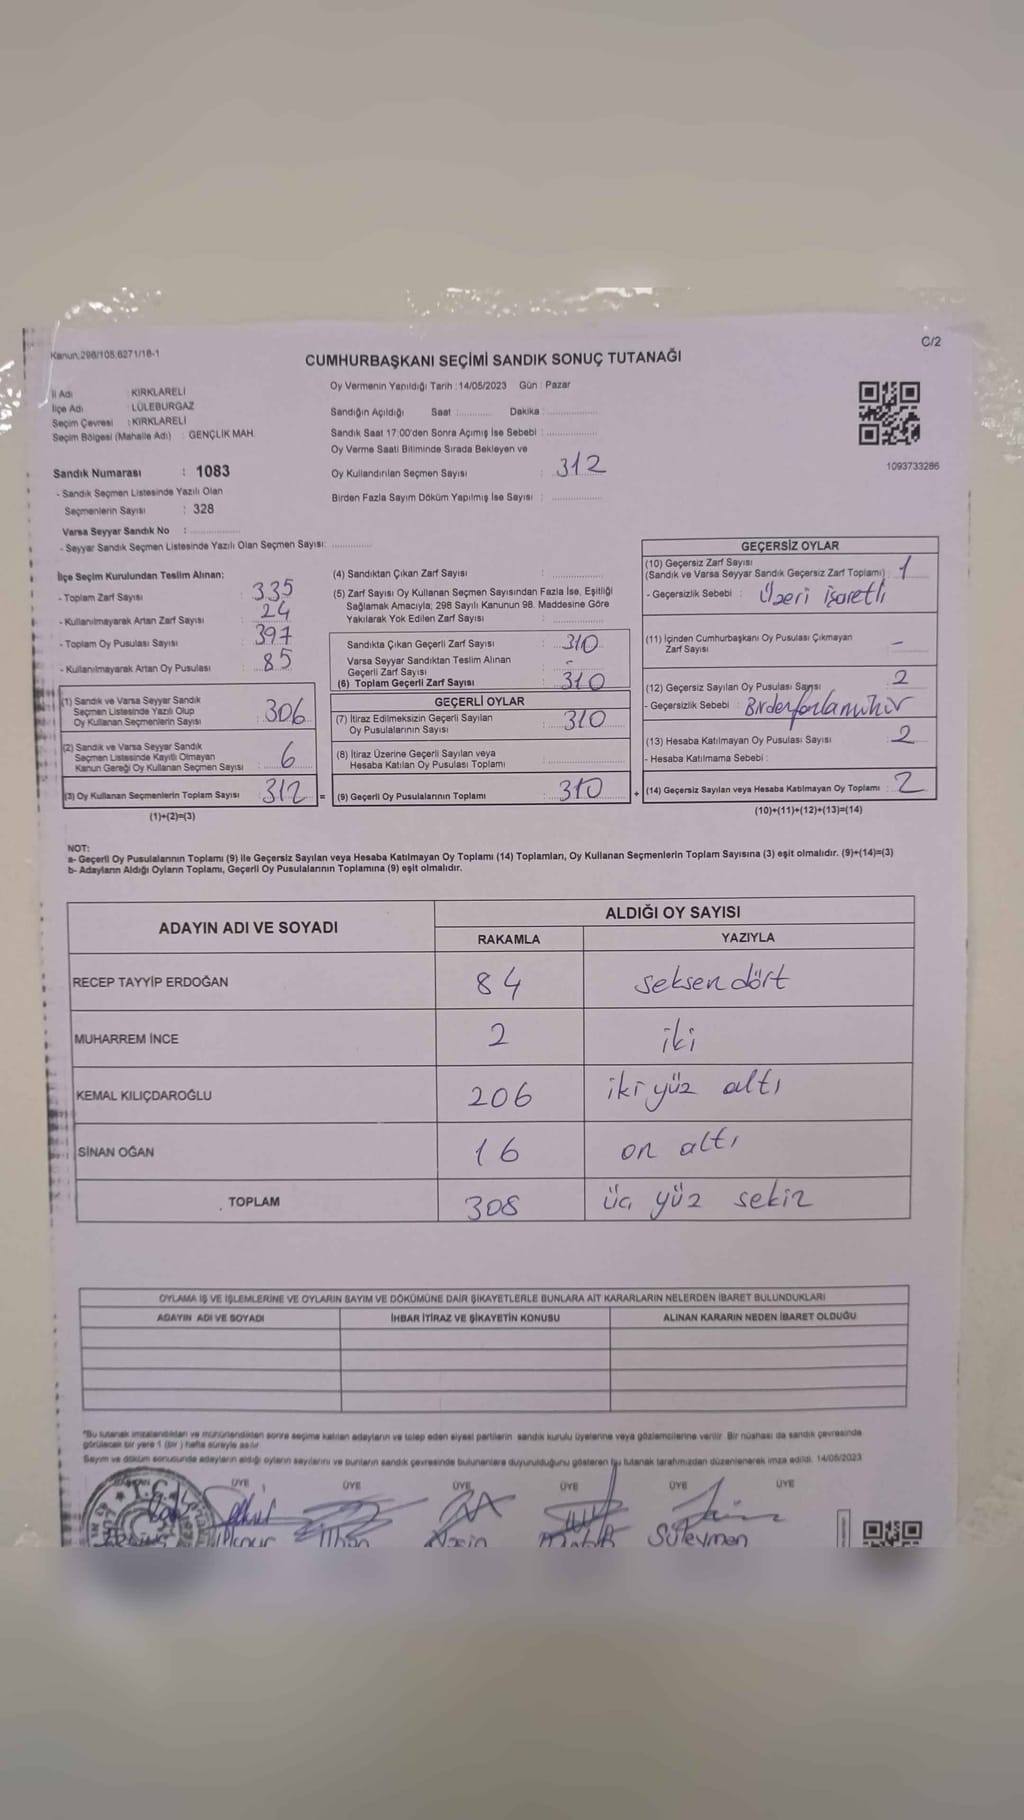 Kanun.298/105.6271/18-1
C/2
CUMHURBAŞKANI SEÇİMİ SANDIK SONUÇ TUTANAĞI
İl Adı : KIRKLARELİ
İlçe Adı : LÜLEBURGAZ
Seçim Çevresi : KIRKLARELİ
Seçim Bölgesi (Mahalle Adı) : GENÇLİK MAH.
Sandık Numarası : 1083
- Sandık Seçmen Listesinde Yazılı Olan
Seçmenlerin Sayısı : 328
Varsa Seyyar Sandık No :
- Seyyar Sandık Seçmen Listesinde Yazılı Olan Seçmen Sayısı:
Oy Vermenin Yapıldığı Tarih : 14/05/2023 Gün : Pazar
Sandığın Açıldığı Saat : Dakika :
Sandık Saat 17:00'den Sonra Açımış İse Sebebi :
Oy Verme Saati Bitiminde Sırada Bekleyen ve
Oy Kullandırılan Seçmen Sayısı : 312
Birden Fazla Sayım Döküm Yapılmış İse Sayısı :
1093733286
İlçe Seçim Kurulundan Teslim Alınan:
- Toplam Zarf Sayısı : 335
- Kullanılmayarak Artan Zarf Sayısı : 24
- Toplam Oy Pusulası Sayısı : 397
- Kullanılmayarak Artan Oy Pusulası : 85
(1) Sandık ve Varsa Seyyar Sandık
Seçmen Listesinde Yazılı Olup
Oy Kullanan Seçmenlerin Sayısı : 306
(2) Sandık ve Varsa Seyyar Sandık
Seçmen Listesinde Kayıtlı Olmayan
Kanun Gereği Oy Kullanan Seçmen Sayısı : 6
(3) Oy Kullanan Seçmenlerin Toplam Sayısı : 312 =
(1)+(2)=(3)
(4) Sandıktan Çıkan Zarf Sayısı :
(5) Zarf Sayısı Oy Kullanan Seçmen Sayısından Fazla İse, Eşitliği
Sağlamak Amacıyla; 298 Sayılı Kanunun 98. Maddesine Göre
Yakılarak Yok Edilen Zarf Sayısı :
Sandıkta Çıkan Geçerli Zarf Sayısı : 310
Varsa Seyyar Sandıktan Teslim Alınan
Geçerli Zarf Sayısı : -
(6) Toplam Geçerli Zarf Sayısı : 310
GEÇERLİ OYLAR
(7) İtiraz Edilmeksizin Geçerli Sayılan
Oy Pusulalarının Sayısı : 310
(8) İtiraz Üzerine Geçerli Sayılan veya
Hesaba Katılan Oy Pusulası Toplamı :
(9) Geçerli Oy Pusulalarının Toplamı : 310 +
GEÇERSİZ OYLAR
(10) Geçersiz Zarf Sayısı
(Sandık ve Varsa Seyyar Sandık Geçersiz Zarf Toplamı) : 1
- Geçersizlik Sebebi : Üzeri işaretli
(11) İçinden Cumhurbaşkanı Oy Pusulası Çıkmayan
Zarf Sayısı : -
(12) Geçersiz Sayılan Oy Pusulası Sayısı : 2
- Geçersizlik Sebebi : Birden fazla mühür
(13) Hesaba Katılmayan Oy Pusulası Sayısı : 2
- Hesaba Katılmama Sebebi :
(14) Geçersiz Sayılan veya Hesaba Katılmayan Oy Toplamı : 2
(10)+(11)+(12)+(13)=(14)
NOT:
a- Geçerli Oy Pusulalarının Toplamı (9) ile Geçersiz Sayılan veya Hesaba Katılmayan Oy Toplamı (14) Toplamları, Oy Kullanan Seçmenlerin Toplam Sayısına (3) eşit olmalıdır. (9)+(14)=(3)
b- Adayların Aldığı Oyların Toplamı, Geçerli Oy Pusulalarının Toplamına (9) eşit olmalıdır.
ADAYIN ADI VE SOYADI
ALDIĞI OY SAYISI
RAKAMLA YAZIYLA
RECEP TAYYİP ERDOĞAN 84 seksen dört
MUHARREM İNCE 2 iki
KEMAL KILIÇDAROĞLU 206 iki yüz altı
SİNAN OĞAN 16 on altı
TOPLAM 308 üç yüz sekiz
OYLAMA İŞ VE İŞLEMLERİNE VE OYLARIN SAYIM VE DÖKÜMÜNE DAİR ŞİKAYETLERLE BUNLARA AİT KARARLARIN NELERDEN İBARET BULUNDUKLARI
ADAYIN ADI VE SOYADI İHBAR İTİRAZ VE ŞİKAYETİN KONUSU ALINAN KARARIN NEDEN İBARET OLDUĞU
"Bu tutanak imzalandıktan ve mühürlendikten sonra seçime katılan adayların ve talep eden siyasi partilerin sandık kurulu üyelerine veya gözlemcilerine verilir. Bir nüshası da sandık çevresinde
görülecek bir yere 1 (bir) hafta süreyle asılır.
Sayım ve döküm sonucunda adayların aldığı oyların sayılarını ve bunların sandık çevresinde bulunanlara duyurulduğunu gösteren bu tutanak tarafımızdan düzenlenerek imza edildi. 14/05/2023
ÜYE ÜYE ÜYE ÜYE ÜYE ÜYE
Süleyman